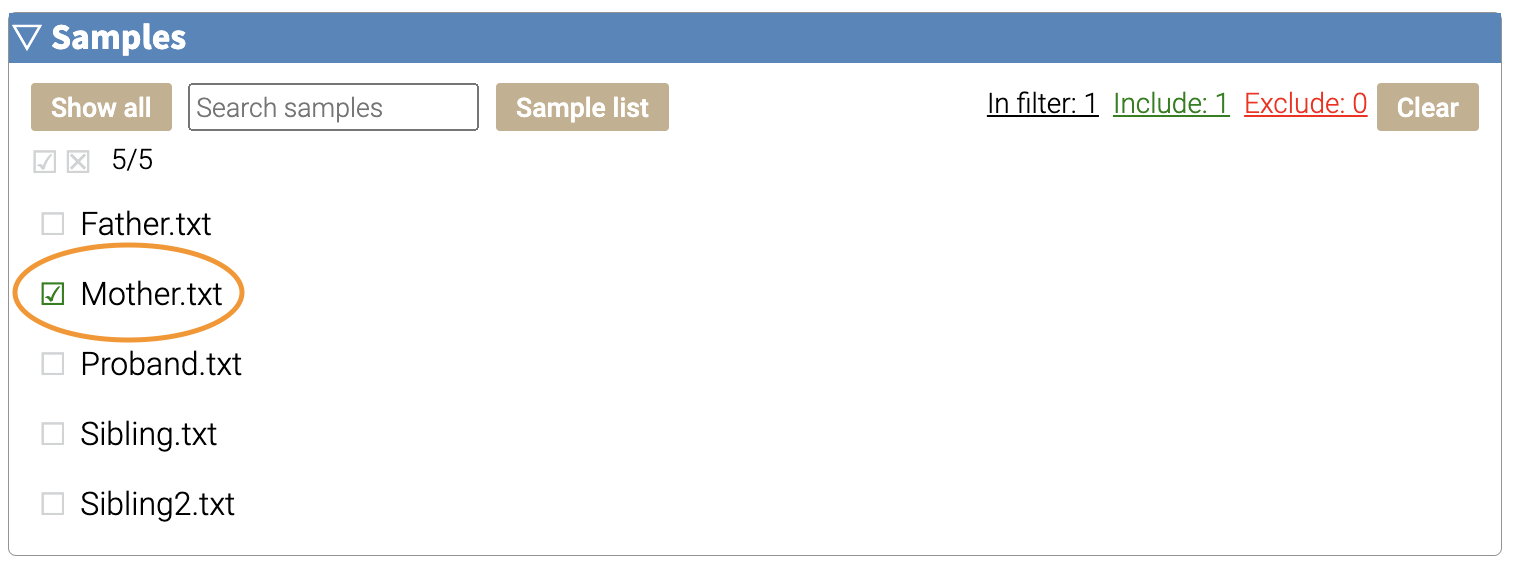 Samples
Show all Search samples Sample list In filter: 1 Include: 1 Exclude: 0 Clear
5/5
Father.txt
Mother.txt
Proband.txt
Sibling.txt
Sibling2.txt